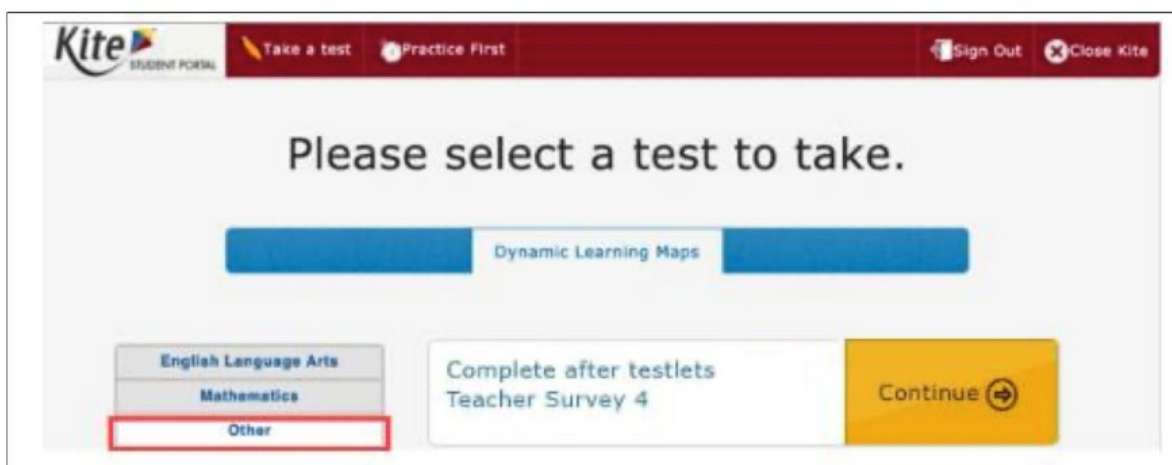 Kite
STUDENT PORTAL
Take a test
Practice First
Sign Out
Close Kite
Please select a test to take.
Dynamic Learning Maps
English Language Arts
Mathematics
Other
Complete after testlets
Teacher Survey 4
Continue